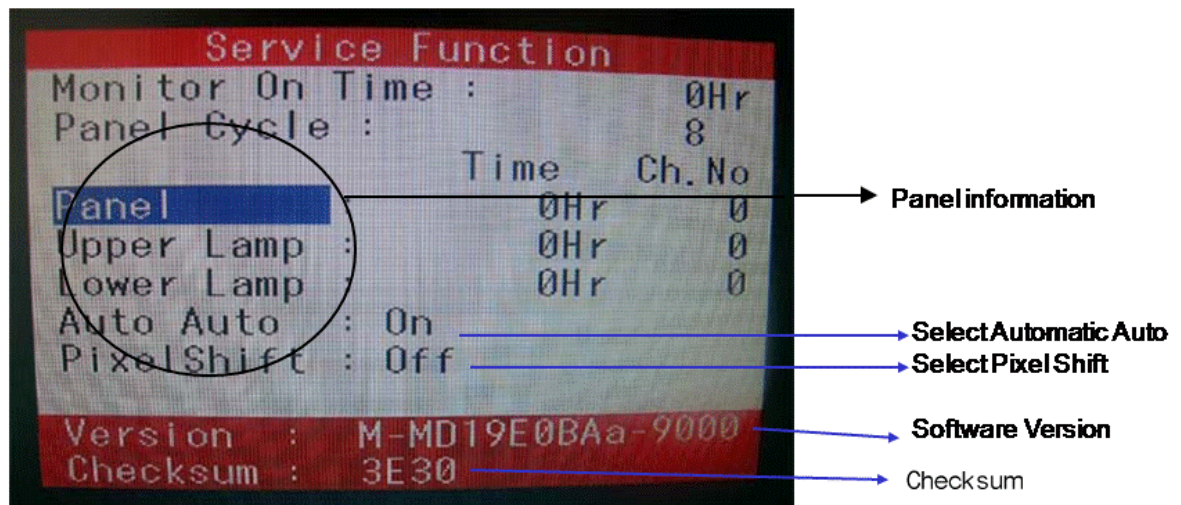 Service Function
Monitor On Time : 0Hr
Panel Cycle : 8
Time Ch.No
Panel : 0Hr 0
Upper Lamp : 0Hr 0
Lower Lamp : 0Hr 0
Auto Auto : On
PixelShift : Off
Version : M-MD19E0BAa-9000
Checksum : 3E30
Panel information
Select Automatic Auto
Select Pixel Shift
Software Version
Checksum